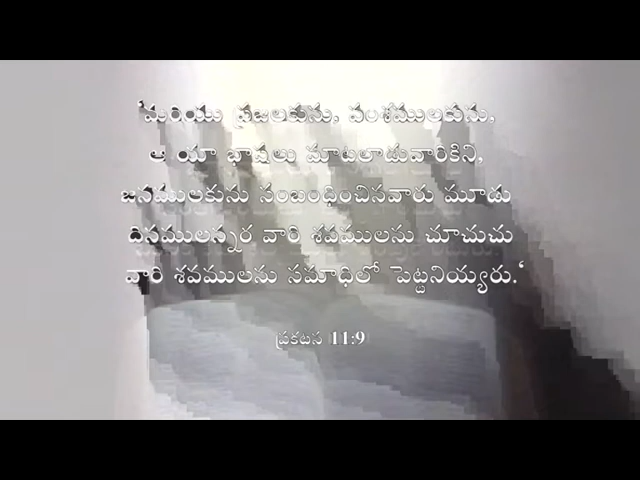 ‘మరియు ప్రజలకును, వంశములకును,
ఆ యా భాషలు మాటలాడువారికిని,
జనములకును సంబంధించినవారు మూడు
దినములన్నర వారి శవములను చూచుచు
వారి శవములను సమాధిలో పెట్టనియ్యరు.‘
ప్రకటన 11:9